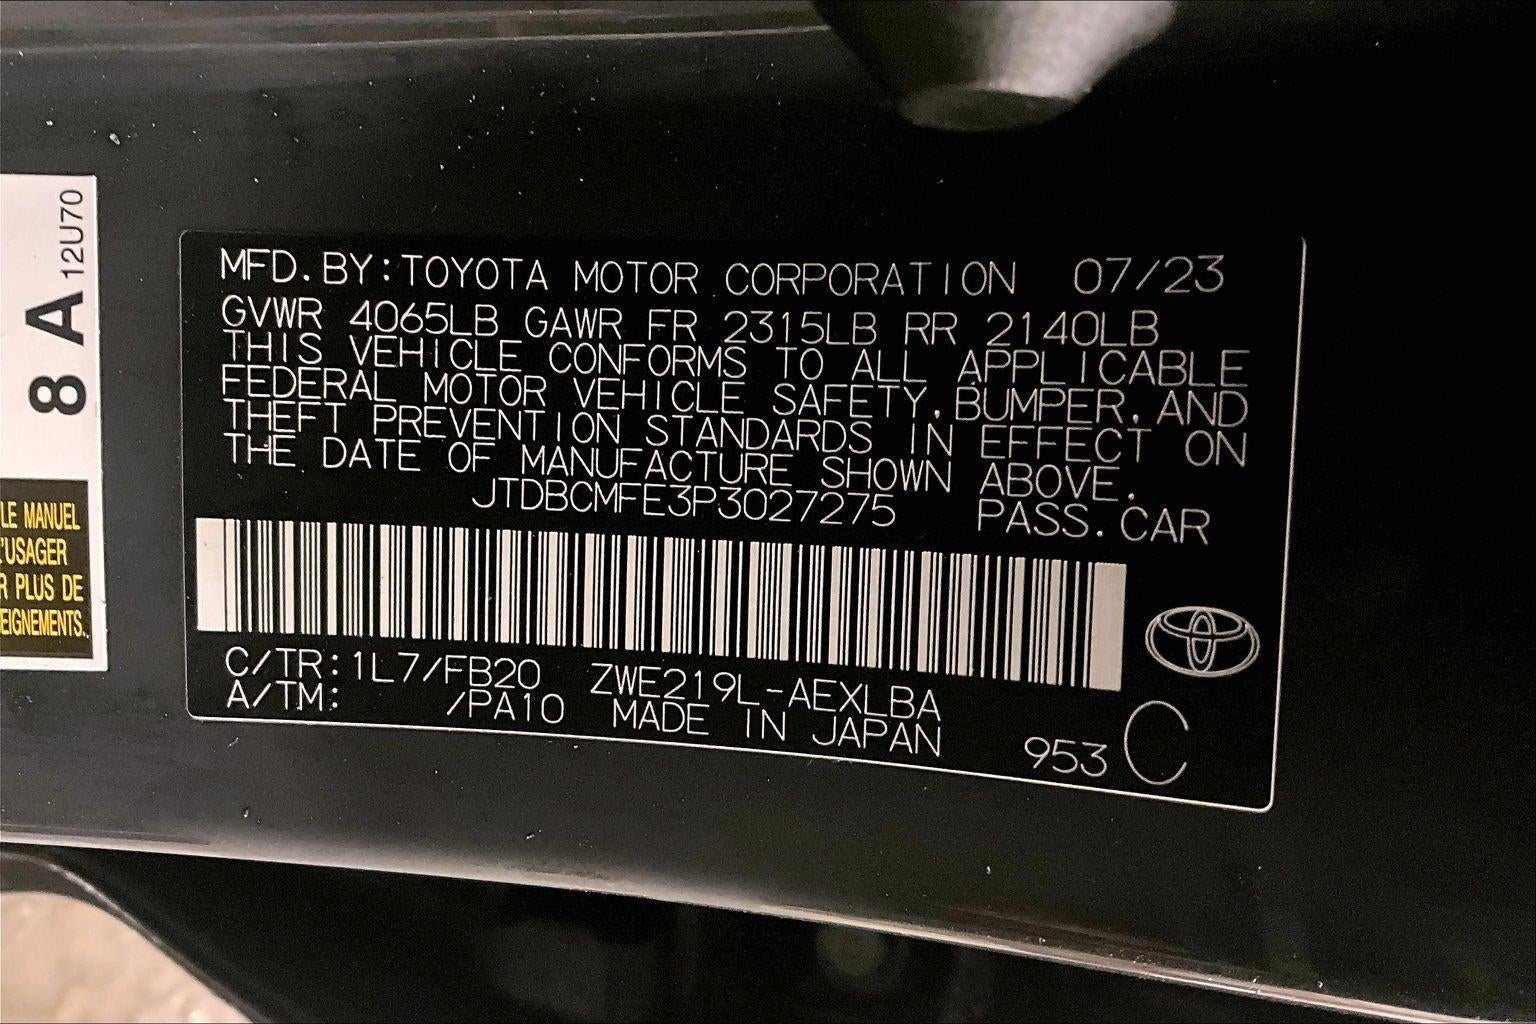 8 A 12U70
LE MANUEL
L'USAGER
R PLUS DE
EIGNEMENTS.
MFD. BY: TOYOTA MOTOR CORPORATION 07/23
GVWR 4065LB GAWR FR 2315LB RR 2140LB
THIS VEHICLE CONFORMS TO ALL APPLICABLE
FEDERAL MOTOR VEHICLE SAFETY, BUMPER, AND
THEFT PREVENTION STANDARDS IN EFFECT ON
THE DATE OF MANUFACTURE SHOWN ABOVE.
JTDBCMFE3P3027275 PASS. CAR
C/TR: 1L7/FB20 ZWE219L-AEXLBA
A/TM: /PA10 MADE IN JAPAN 953 C